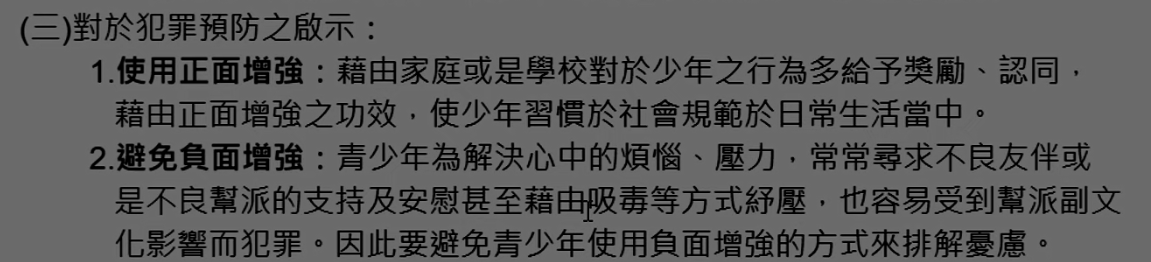 (三)對於犯罪預防之啟示：
1.使用正面增強：藉由家庭或是學校對於少年之行為多給予獎勵、認同，
藉由正面增強之功效，使少年習慣於社會規範於日常生活當中。
2.避免負面增強：青少年為解決心中的煩惱、壓力，常常尋求不良友伴或
是不良幫派的支持及安慰甚至藉由吸毒等方式紓壓，也容易受到幫派副文
化影響而犯罪。因此要避免青少年使用負面增強的方式來排解憂慮。